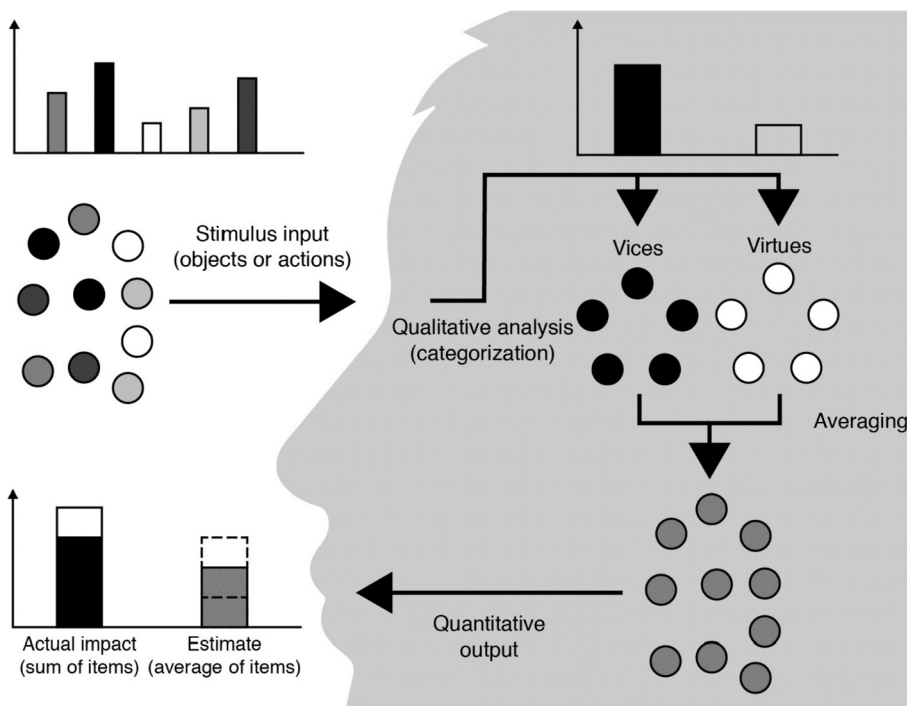 Stimulus input
(objects or actions)
Vices
Virtues
Qualitative analysis
(categorization)
Averaging
Quantitative
output
Actual impact
(sum of items)
Estimate
(average of items)